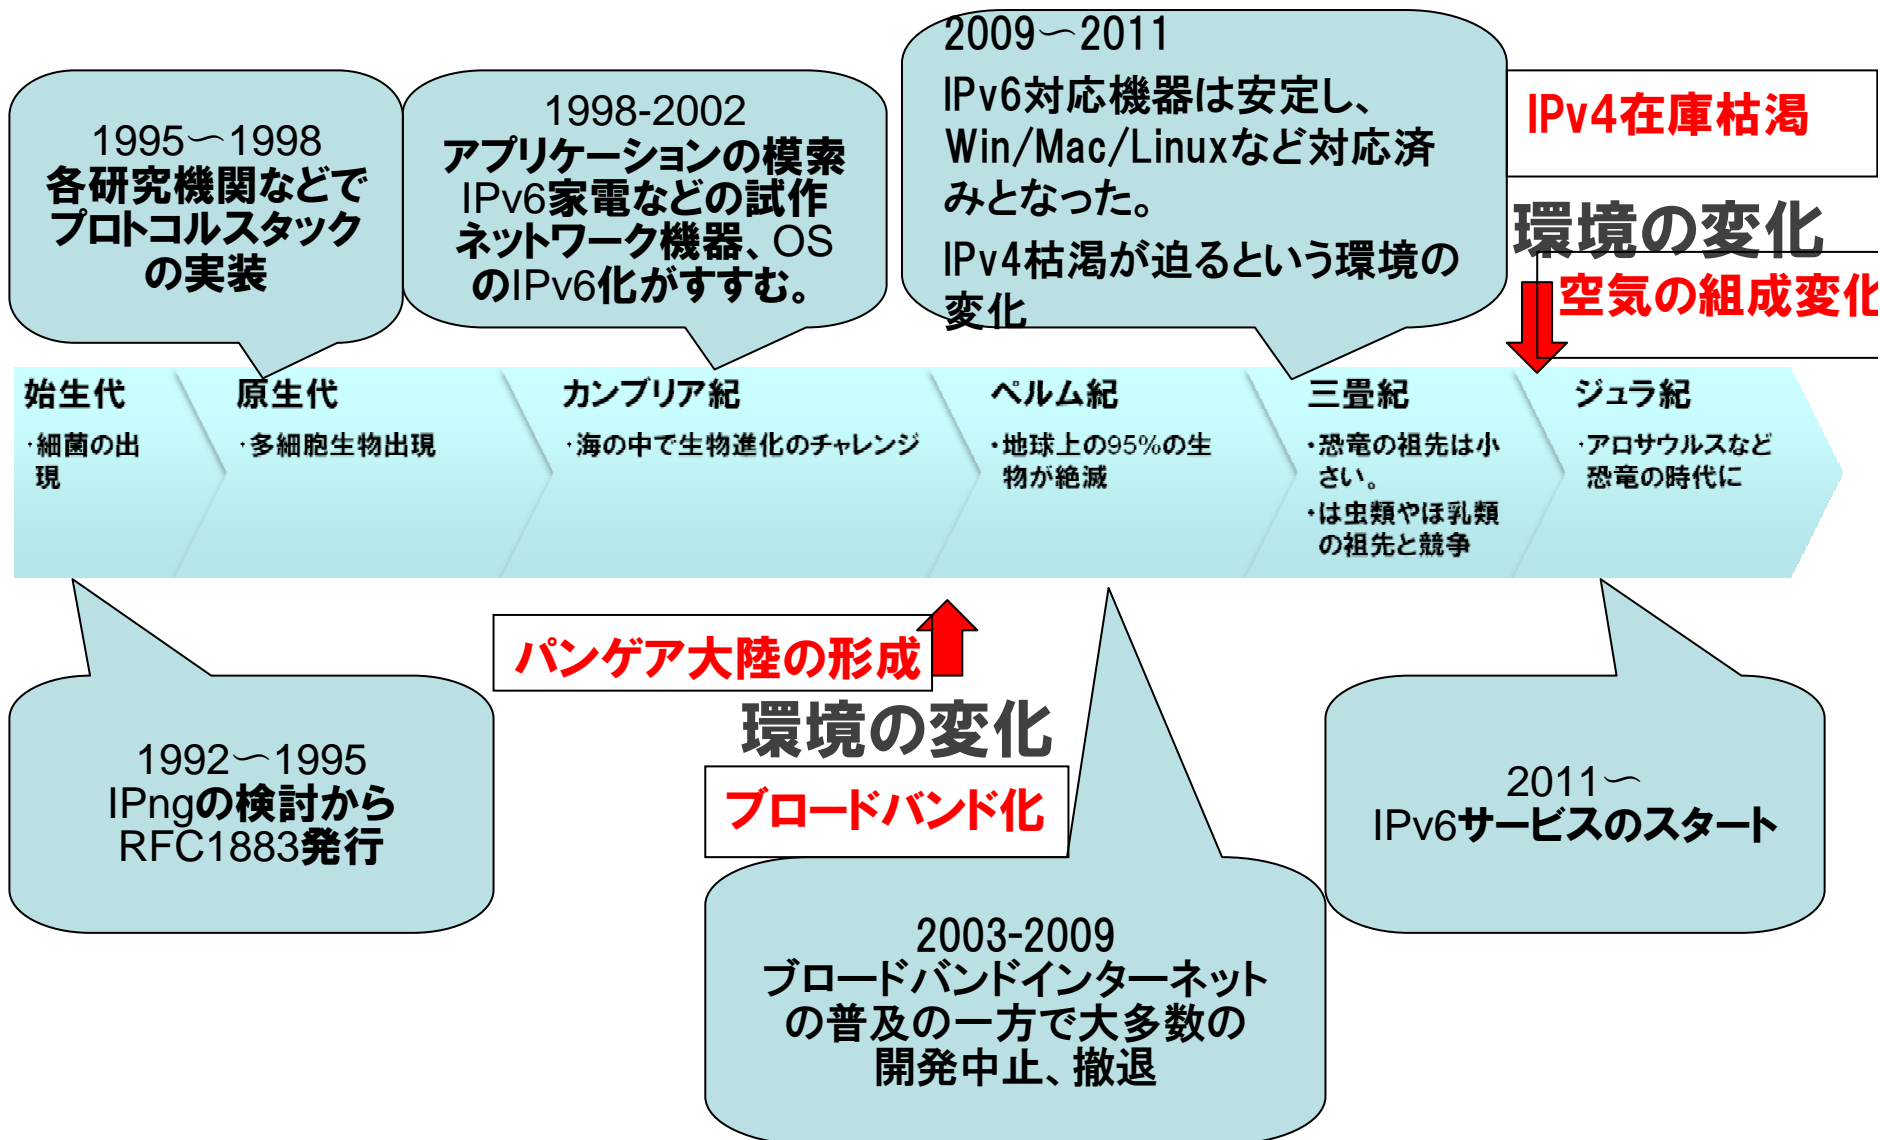 1995～1998
各研究機関などで
プロトコルスタック
の実装
1998-2002
アプリケーションの模索
IPv6家電などの試作
ネットワーク機器、OS
のIPv6化がすすむ。
2009～2011
IPv6対応機器は安定し、
Win/Mac/Linuxなど対応済
みとなった。
IPv4枯渇が迫るという環境の
変化
IPv4在庫枯渇
環境の変化
空気の組成変化
始生代
・細菌の出
現
原生代
・多細胞生物出現
カンブリア紀
・海の中で生物進化のチャレンジ
ペルム紀
・地球上の95%の生
物が絶滅
三畳紀
・恐竜の祖先は小
さい。
・は虫類やほ乳類
の祖先と競争
ジュラ紀
・アロサウルスなど
恐竜の時代に
パンゲア大陸の形成
環境の変化
ブロードバンド化
1992～1995
IPngの検討から
RFC1883発行
2003-2009
ブロードバンドインターネット
の普及の一方で大多数の
開発中止、撤退
2011～
IPv6サービスのスタート